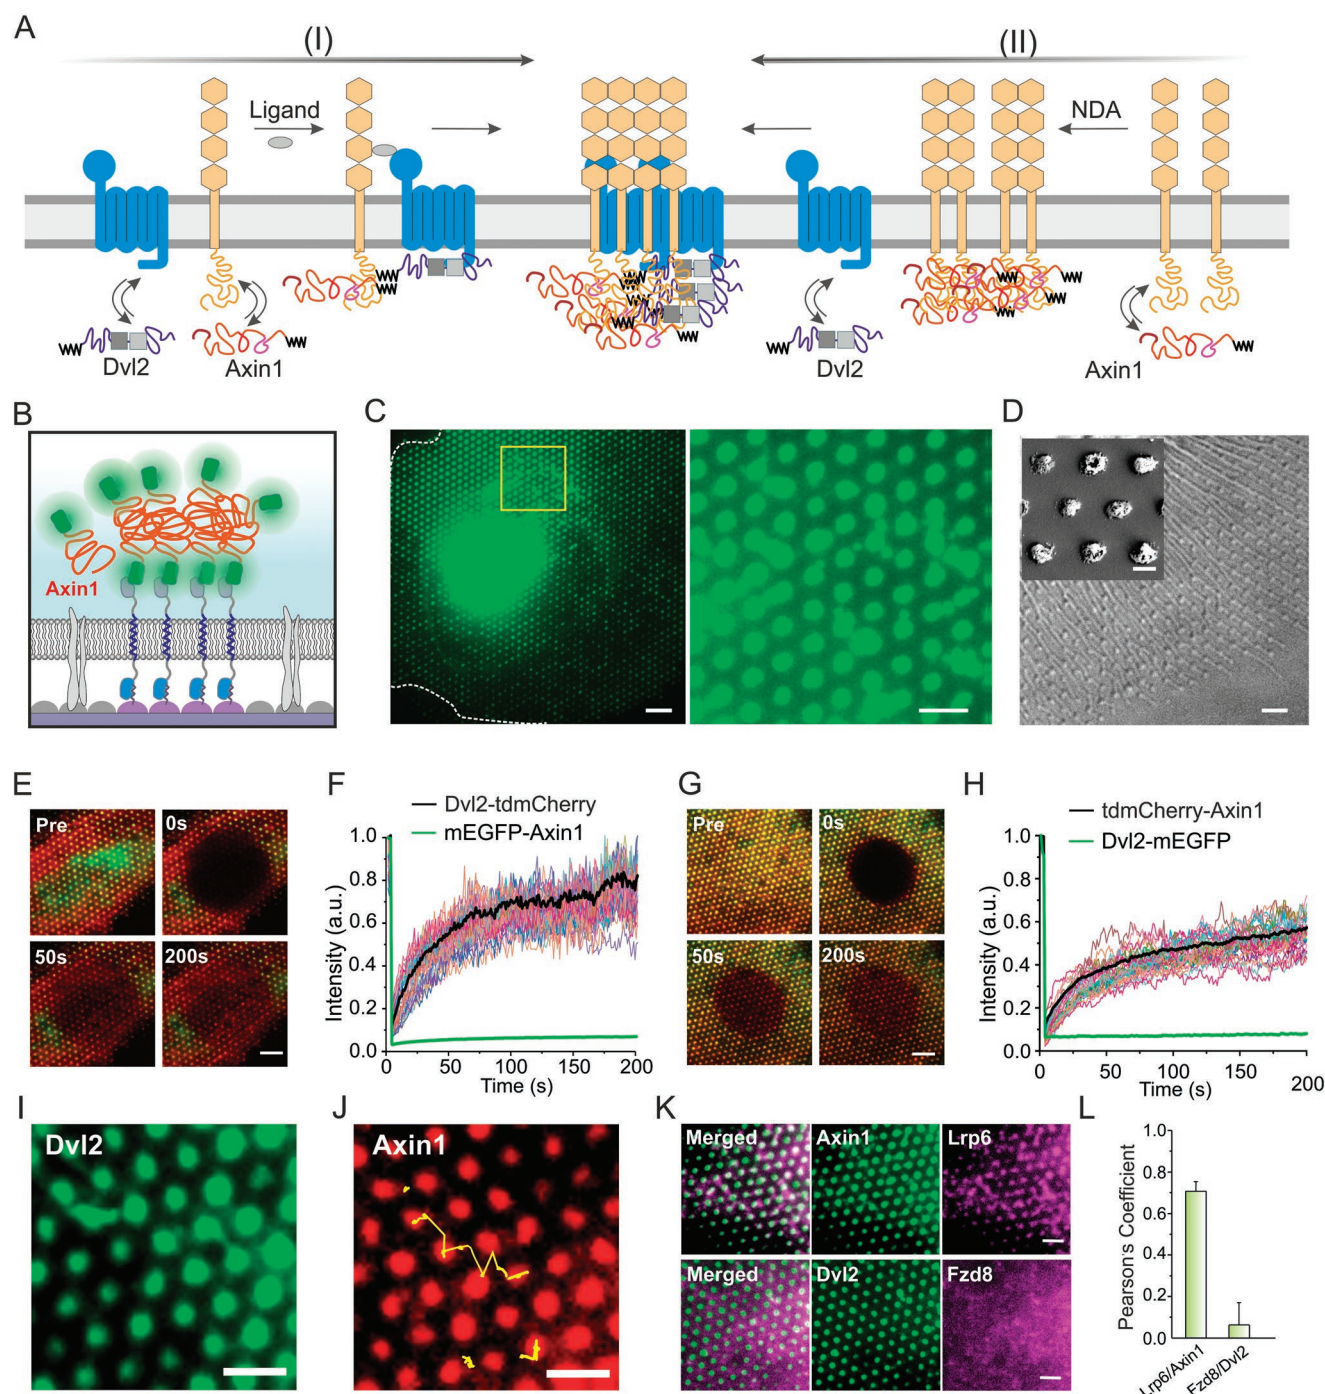 A
(I)
(II)
Ligand
NDA
Dvl2
Axin1
Dvl2
Axin1
B
C
D
Axin1
E
F
G
H
Pre
0s
50s
200s
Dvl2-tdmCherry
mEGFP-Axin1
Intensity (a.u.)
1.0
0.8
0.6
0.4
0.2
0.0
0
50
100
150
200
Time (s)
Pre
0s
50s
200s
tdmCherry-Axin1
Dvl2-mEGFP
Intensity (a.u.)
1.0
0.8
0.6
0.4
0.2
0.0
0
50
100
150
200
Time (s)
I
J
K
L
Dvl2
Axin1
Merged
Axin1
Lrp6
Merged
Dvl2
Fzd8
Pearson's Coefficient
1.0
0.8
0.6
0.4
0.2
0.0
Lrp6/Axin1
Fzd8/Dvl2